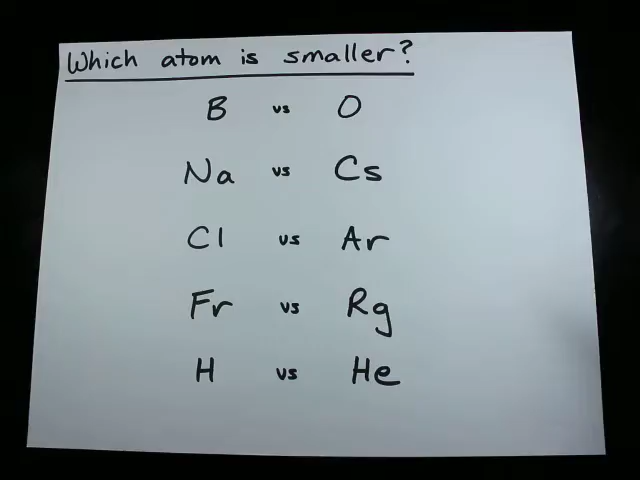 Which atom is smaller?
B vs O
Na vs Cs
Cl vs Ar
Fr vs Rg
H vs He